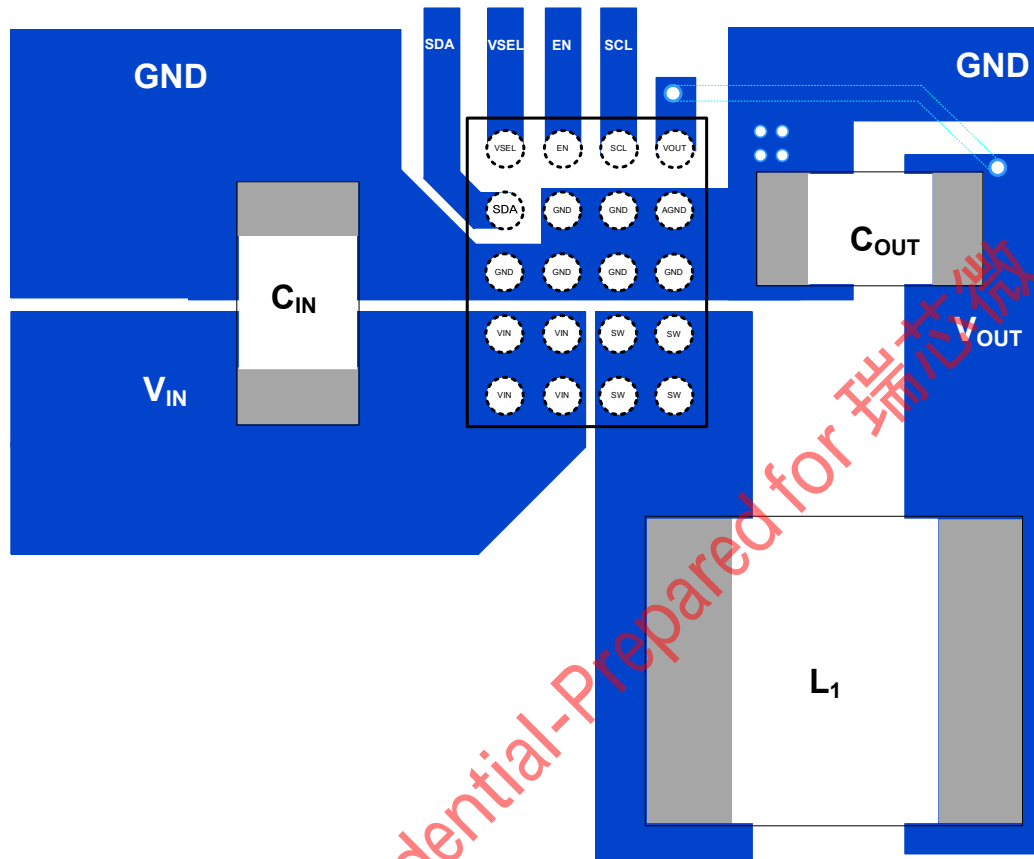 SDA VSEL EN SCL
GND GND
VSEL EN SCL VOUT
SDA GND GND AGND
COUT
GND GND GND GND
CIN
VIN VIN SW SW
VOUT
VIN
VIN VIN SW SW
L1
dential-Prepared for 瑞芯微